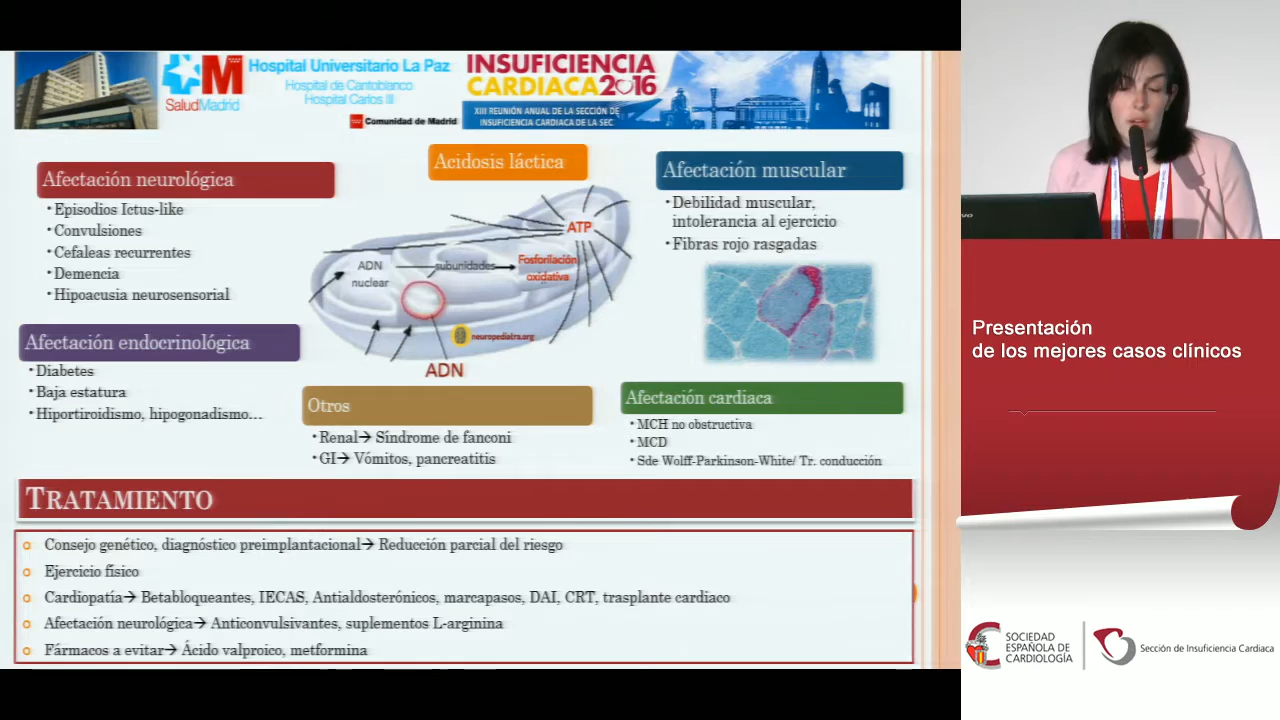 SaludMadrid
Hospital Universitario La Paz
Hospital de Cantoblanco
Hospital Carlos III
Comunidad de Madrid
INSUFICIENCIA
CARDIACA2016
XIII REUNIÓN ANUAL DE LA SECCIÓN DE
INSUFICIENCIA CARDIACA DE LA SEC
Afectación neurológica
• Episodios Ictus-like
• Convulsiones
• Cefaleas recurrentes
• Demencia
• Hipoacusia neurosensorial
Acidosis láctica
ATP
ADN
nuclear
subunidades
Fosforilación
oxidativa
neuropediatra.org
ADN
Afectación muscular
• Debilidad muscular,
intolerancia al ejercicio
• Fibras rojo rasgadas
Afectación endocrinológica
• Diabetes
• Baja estatura
• Hiportiroidismo, hipogonadismo...
Otros
• Renal→ Síndrome de fanconi
• GI→ Vómitos, pancreatitis
Afectación cardiaca
• MCH no obstructiva
• MCD
• Sde Wolff-Parkinson-White/ Tr. conducción
TRATAMIENTO
o Consejo genético, diagnóstico preimplantacional→ Reducción parcial del riesgo
o Ejercicio físico
o Cardiopatía→ Betabloqueantes, IECAS, Antialdosterónicos, marcapasos, DAI, CRT, trasplante cardiaco
o Afectación neurológica→ Anticonvulsivantes, suplementos L-arginina
o Fármacos a evitar→ Ácido valproico, metformina
Presentación
de los mejores casos clínicos
SOCIEDAD
ESPAÑOLA DE
CARDIOLOGÍA
Sección de Insuficiencia Cardiaca